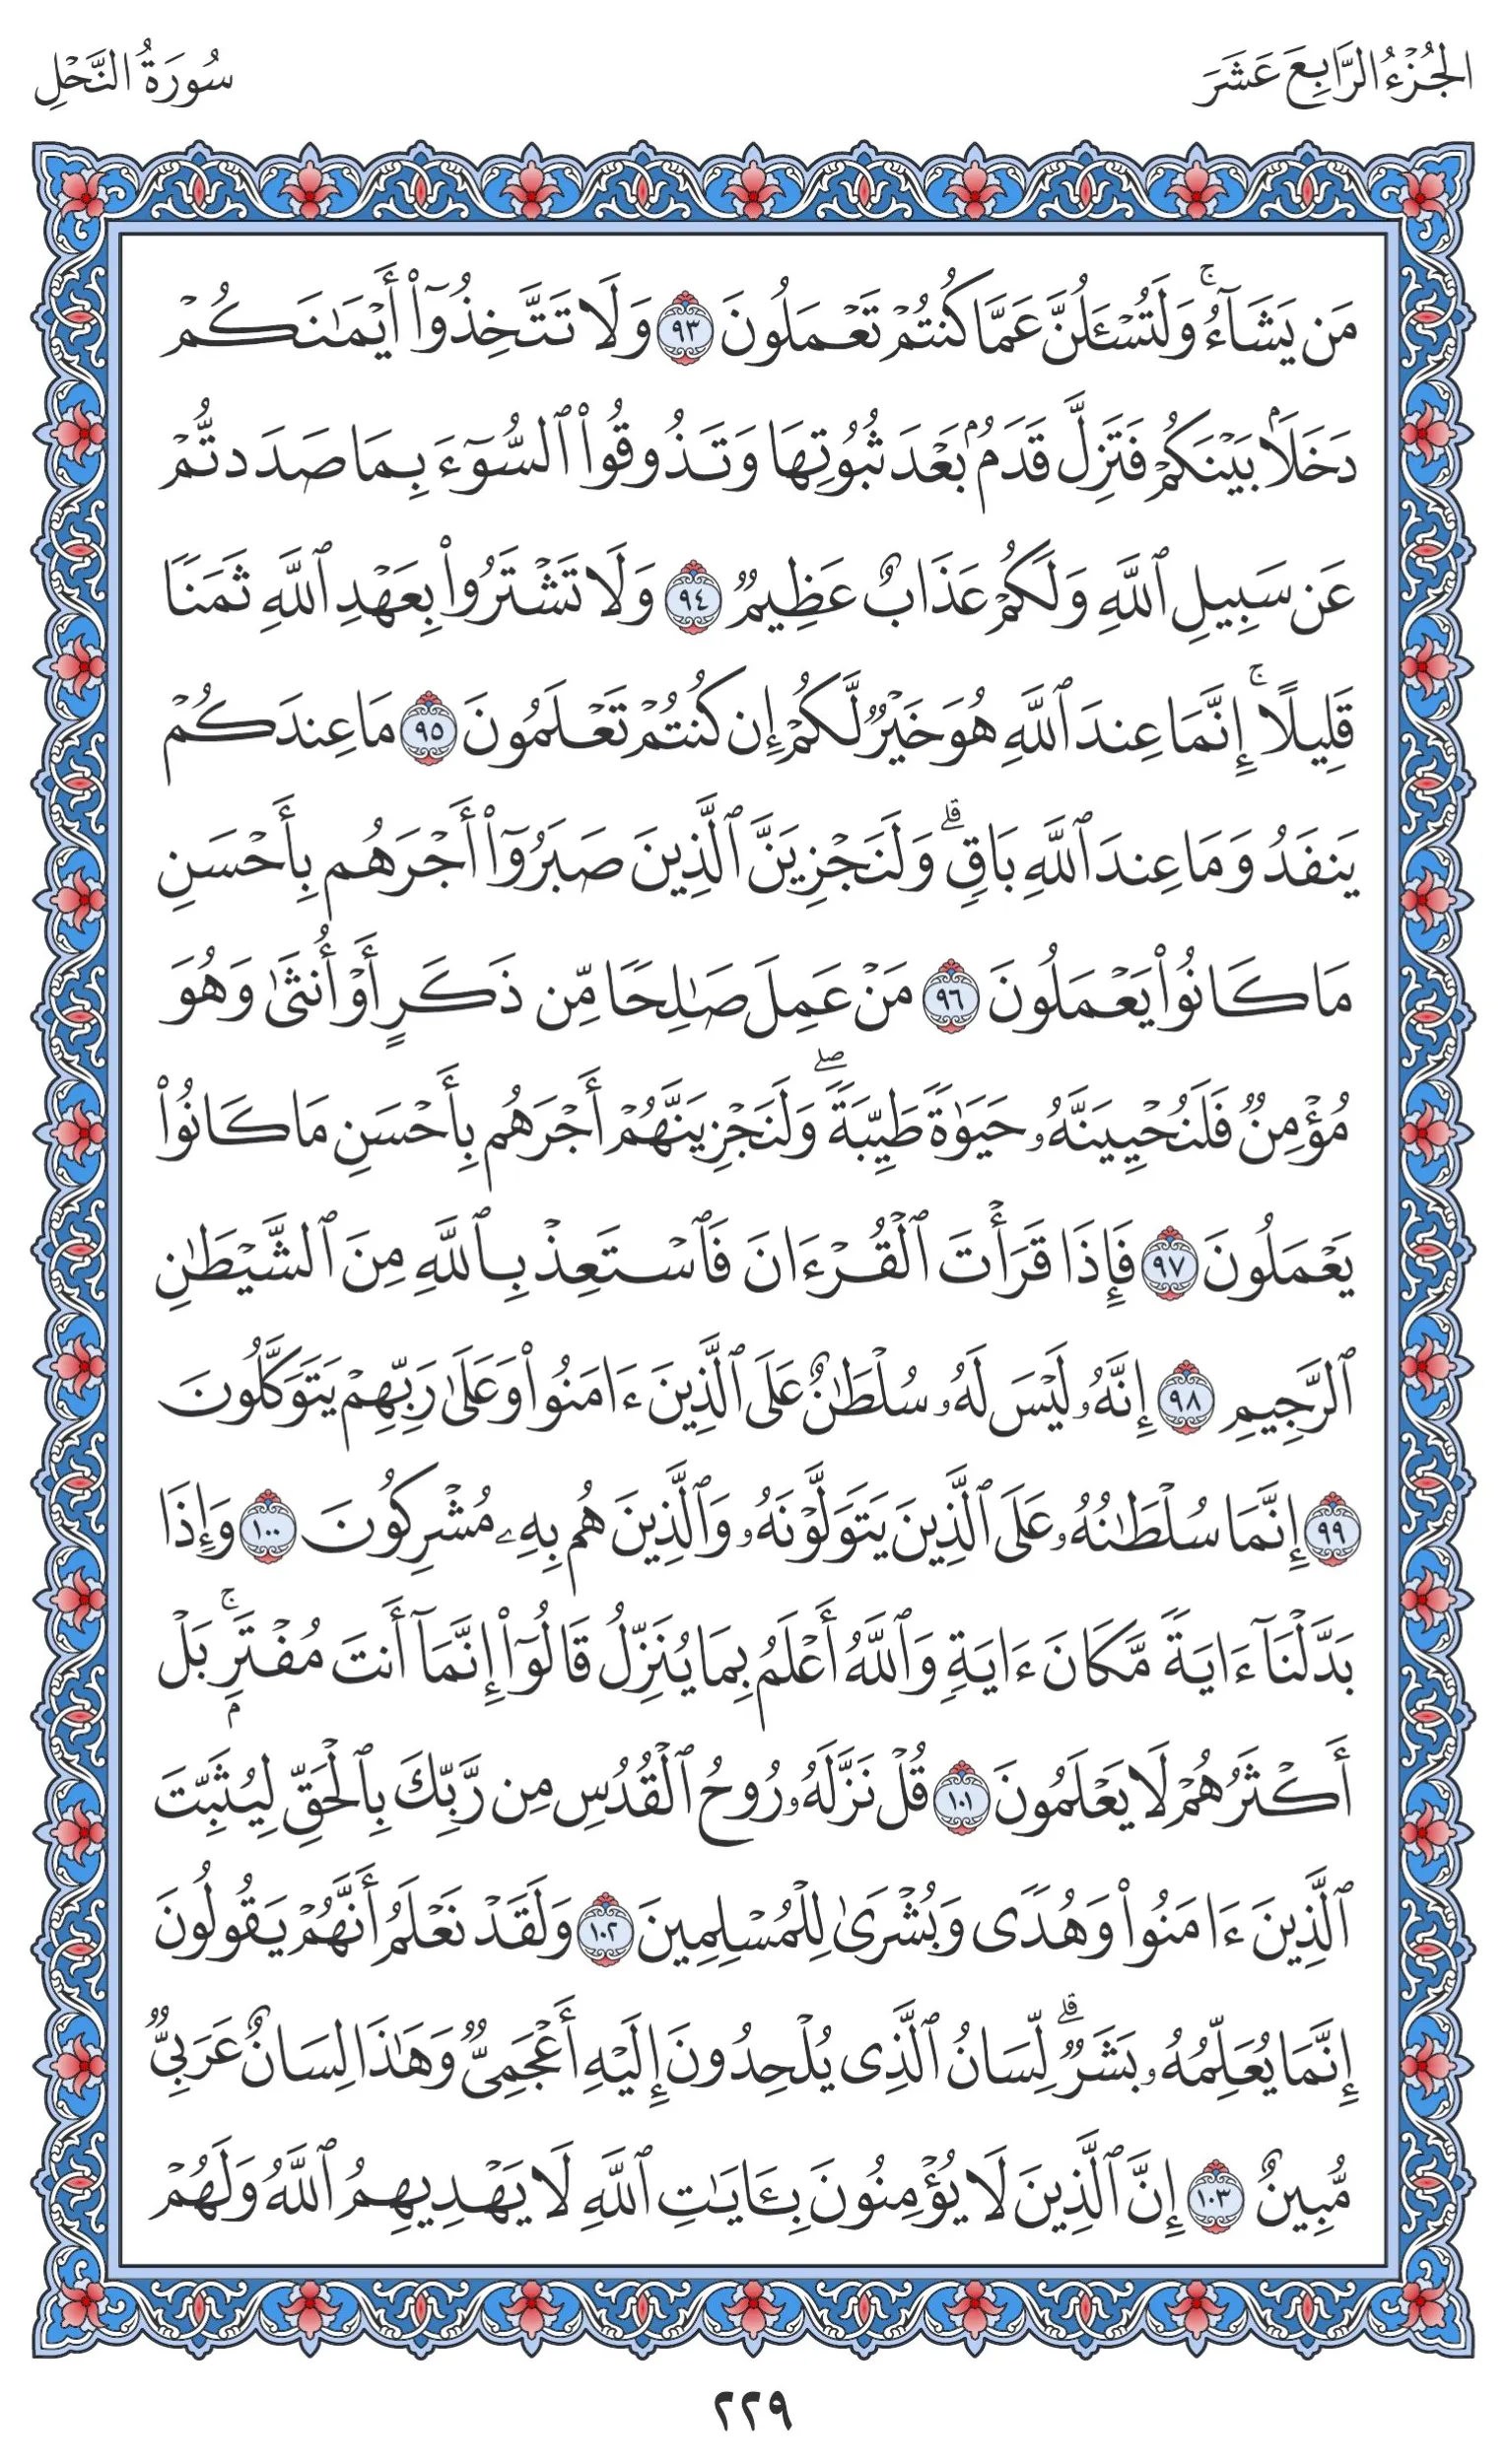 الجُزْءُ الرَّابِعَ عَشَرَ
سُورَةُ النَّحْلِ
مَن يَشَآءُۚ وَلَتُسْـَٔلُنَّ عَمَّا كُنتُمْ تَعْمَلُونَ ٩٣ وَلَا تَتَّخِذُوٓا۟ أَيْمَـٰنَكُمْ
دَخَلًۢا بَيْنَكُمْ فَتَزِلَّ قَدَمٌۢ بَعْدَ ثُبُوتِهَا وَتَذُوقُوا۟ ٱلسُّوٓءَ بِمَا صَدَدتُّمْ
عَن سَبِيلِ ٱللَّهِ وَلَكُمْ عَذَابٌ عَظِيمٌ ٩٤ وَلَا تَشْتَرُوا۟ بِعَهْدِ ٱللَّهِ ثَمَنًا
قَلِيلًاۚ إِنَّمَا عِندَ ٱللَّهِ هُوَ خَيْرٌ لَّكُمْ إِن كُنتُمْ تَعْلَمُونَ ٩٥ مَا عِندَكُمْ
يَنفَدُ وَمَا عِندَ ٱللَّهِ بَاقٍۗ وَلَنَجْزِيَنَّ ٱلَّذِينَ صَبَرُوٓا۟ أَجْرَهُم بِأَحْسَنِ
مَا كَانُوا۟ يَعْمَلُونَ ٩٦ مَنْ عَمِلَ صَـٰلِحًا مِّن ذَكَرٍ أَوْ أُنثَىٰ وَهُوَ
مُؤْمِنٌ فَلَنُحْيِيَنَّهُۥ حَيَوٰةً طَيِّبَةًۖ وَلَنَجْزِيَنَّهُمْ أَجْرَهُم بِأَحْسَنِ مَا كَانُوا۟
يَعْمَلُونَ ٩٧ فَإِذَا قَرَأْتَ ٱلْقُرْءَانَ فَٱسْتَعِذْ بِٱللَّهِ مِنَ ٱلشَّيْطَـٰنِ
ٱلرَّجِيمِ ٩٨ إِنَّهُۥ لَيْسَ لَهُۥ سُلْطَـٰنٌ عَلَى ٱلَّذِينَ ءَامَنُوا۟ وَعَلَىٰ رَبِّهِمْ يَتَوَكَّلُونَ
٩٩ إِنَّمَا سُلْطَـٰنُهُۥ عَلَى ٱلَّذِينَ يَتَوَلَّوْنَهُۥ وَٱلَّذِينَ هُم بِهِۦ مُشْرِكُونَ ١٠٠ وَإِذَا
بَدَّلْنَآ ءَايَةً مَّكَانَ ءَايَةٍ وَٱللَّهُ أَعْلَمُ بِمَا يُنَزِّلُ قَالُوٓا۟ إِنَّمَآ أَنتَ مُفْتَرٍۭۚ بَلْ
أَكْثَرُهُمْ لَا يَعْلَمُونَ ١٠١ قُلْ نَزَّلَهُۥ رُوحُ ٱلْقُدُسِ مِن رَّبِّكَ بِٱلْحَقِّ لِيُثَبِّتَ
ٱلَّذِينَ ءَامَنُوا۟ وَهُدًى وَبُشْرَىٰ لِلْمُسْلِمِينَ ١٠٢ وَلَقَدْ نَعْلَمُ أَنَّهُمْ يَقُولُونَ
إِنَّمَا يُعَلِّمُهُۥ بَشَرٌۗ لِّسَانُ ٱلَّذِى يُلْحِدُونَ إِلَيْهِ أَعْجَمِىٌّ وَهَـٰذَا لِسَانٌ عَرَبِىٌّ
مُّبِينٌ ١٠٣ إِنَّ ٱلَّذِينَ لَا يُؤْمِنُونَ بِـَٔايَـٰتِ ٱللَّهِ لَا يَهْدِيهِمُ ٱللَّهُ وَلَهُمْ
٢٢٩